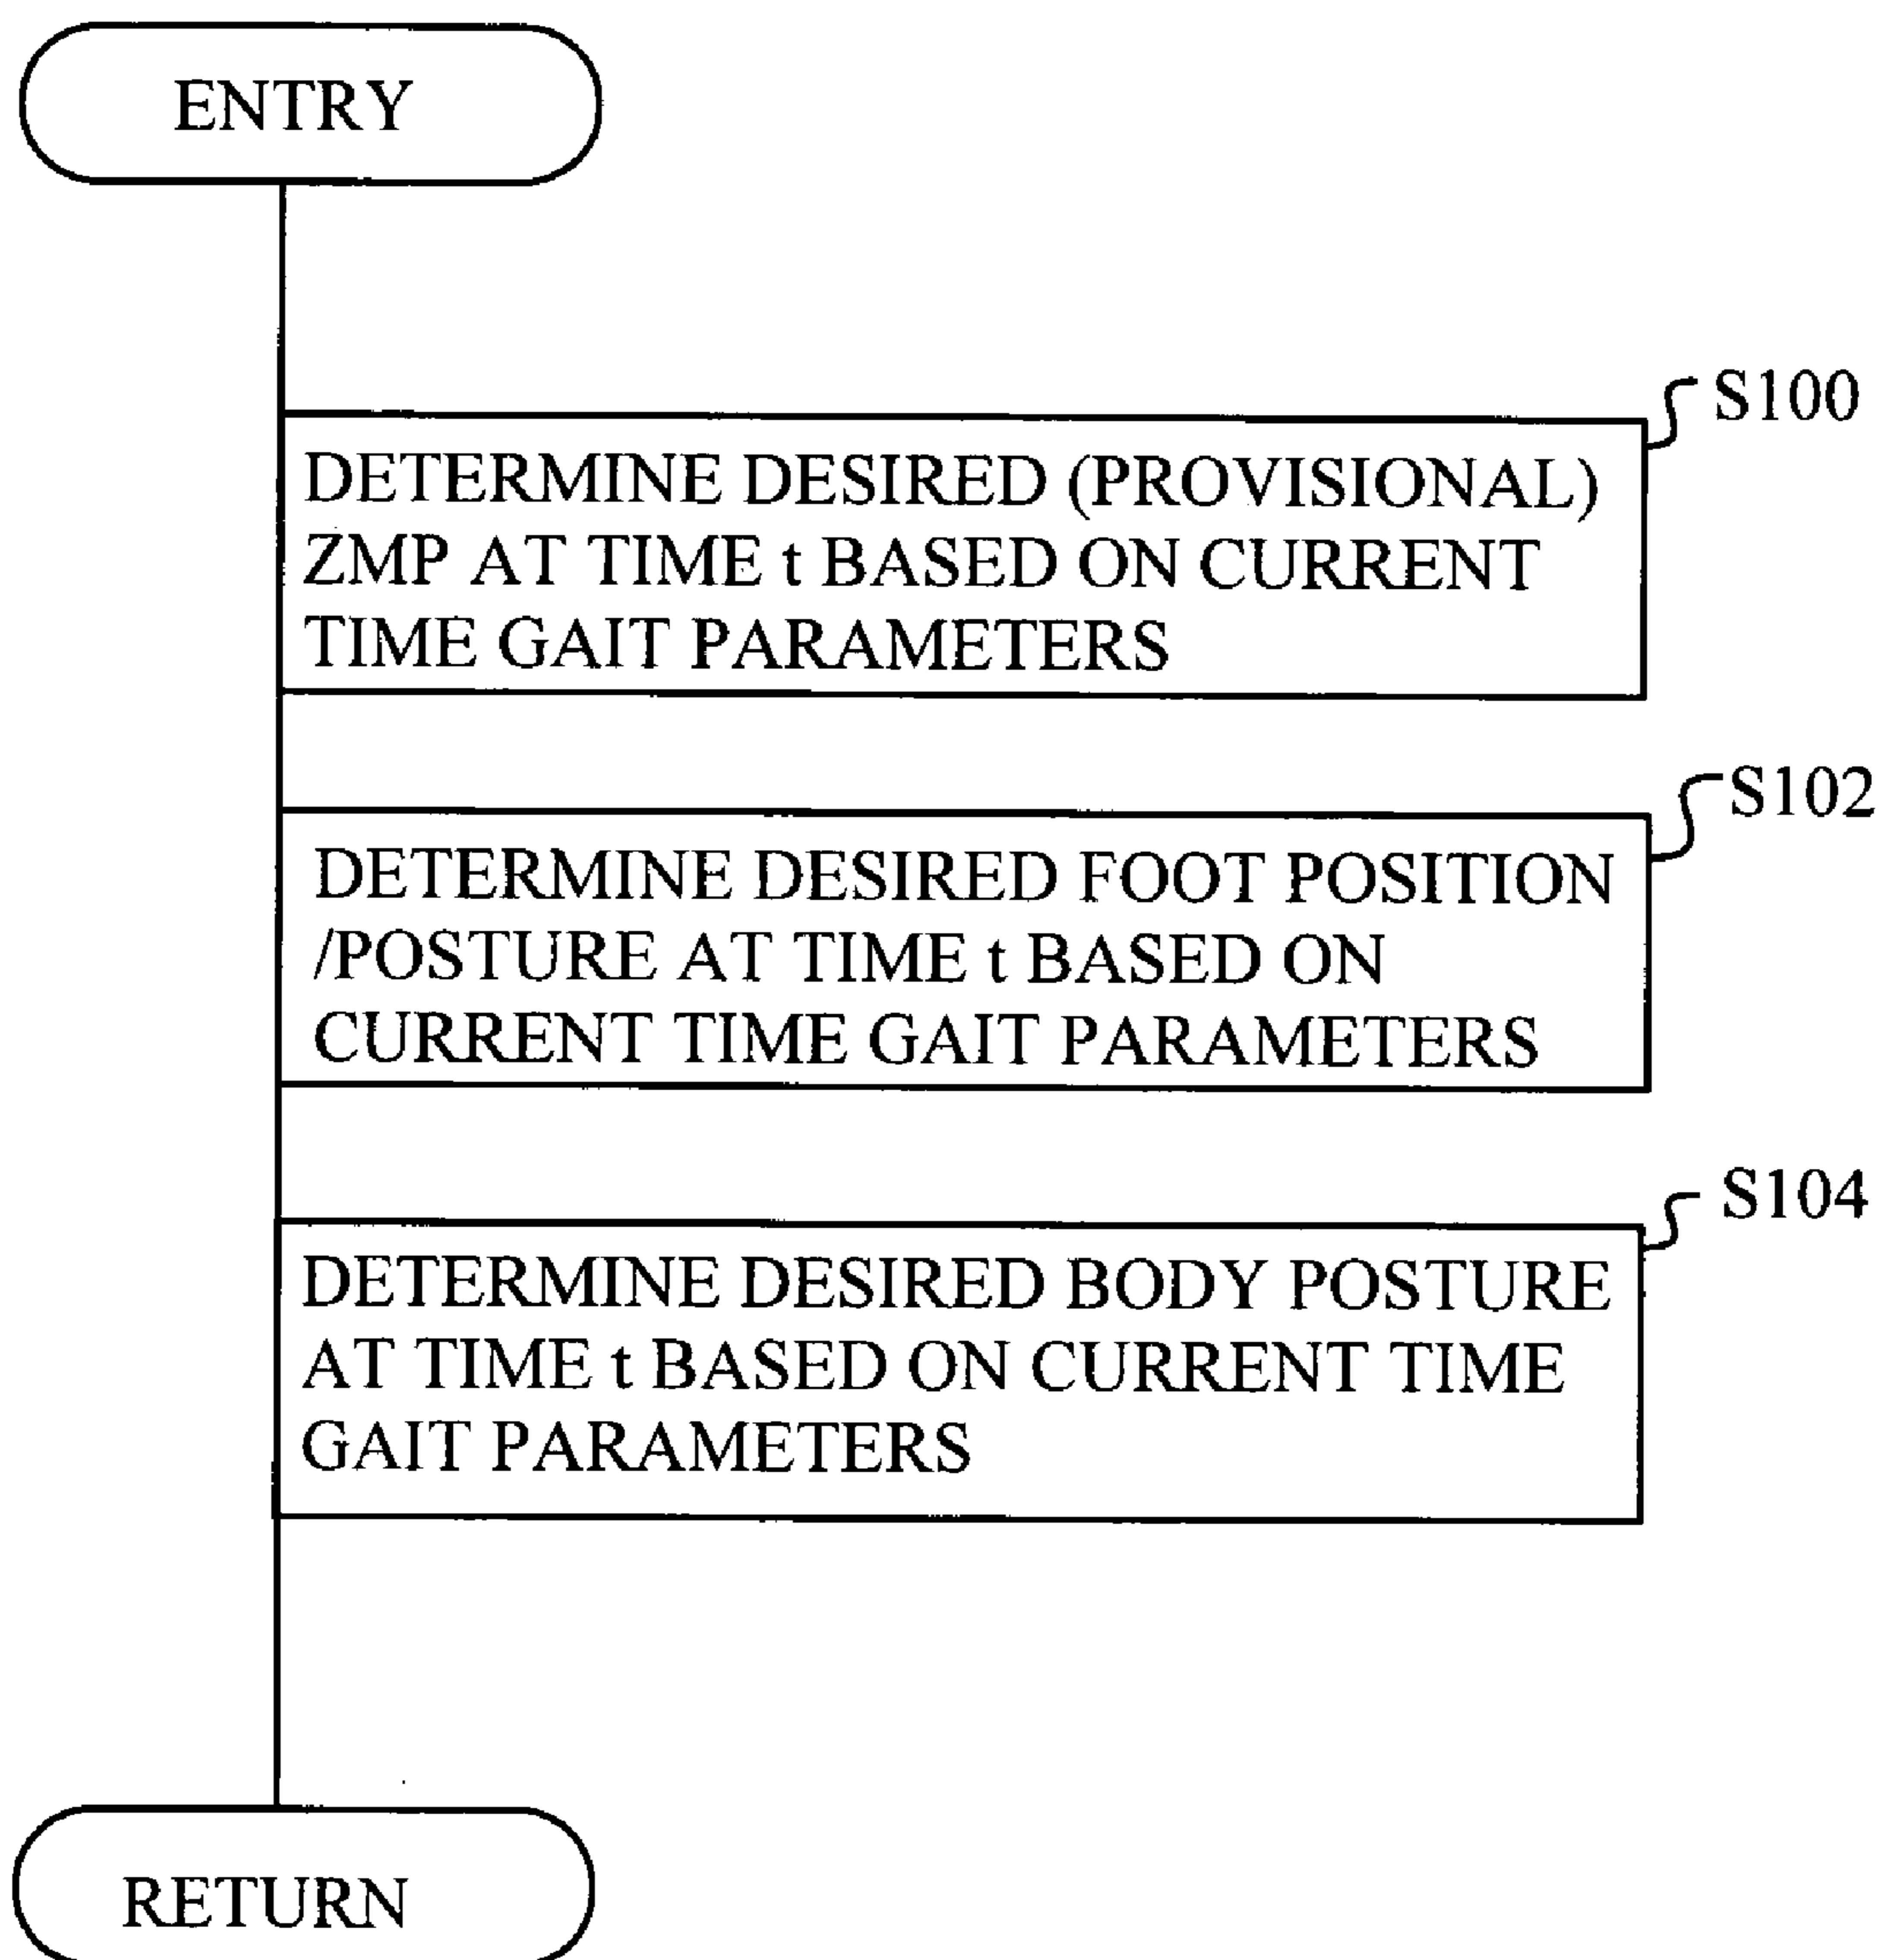 ENTRY
S100
DETERMINE DESIRED (PROVISIONAL)
ZMP AT TIME t BASED ON CURRENT
TIME GAIT PARAMETERS
S102
DETERMINE DESIRED FOOT POSITION
/POSTURE AT TIME t BASED ON
CURRENT TIME GAIT PARAMETERS
S104
DETERMINE DESIRED BODY POSTURE
AT TIME t BASED ON CURRENT TIME
GAIT PARAMETERS
RETURN